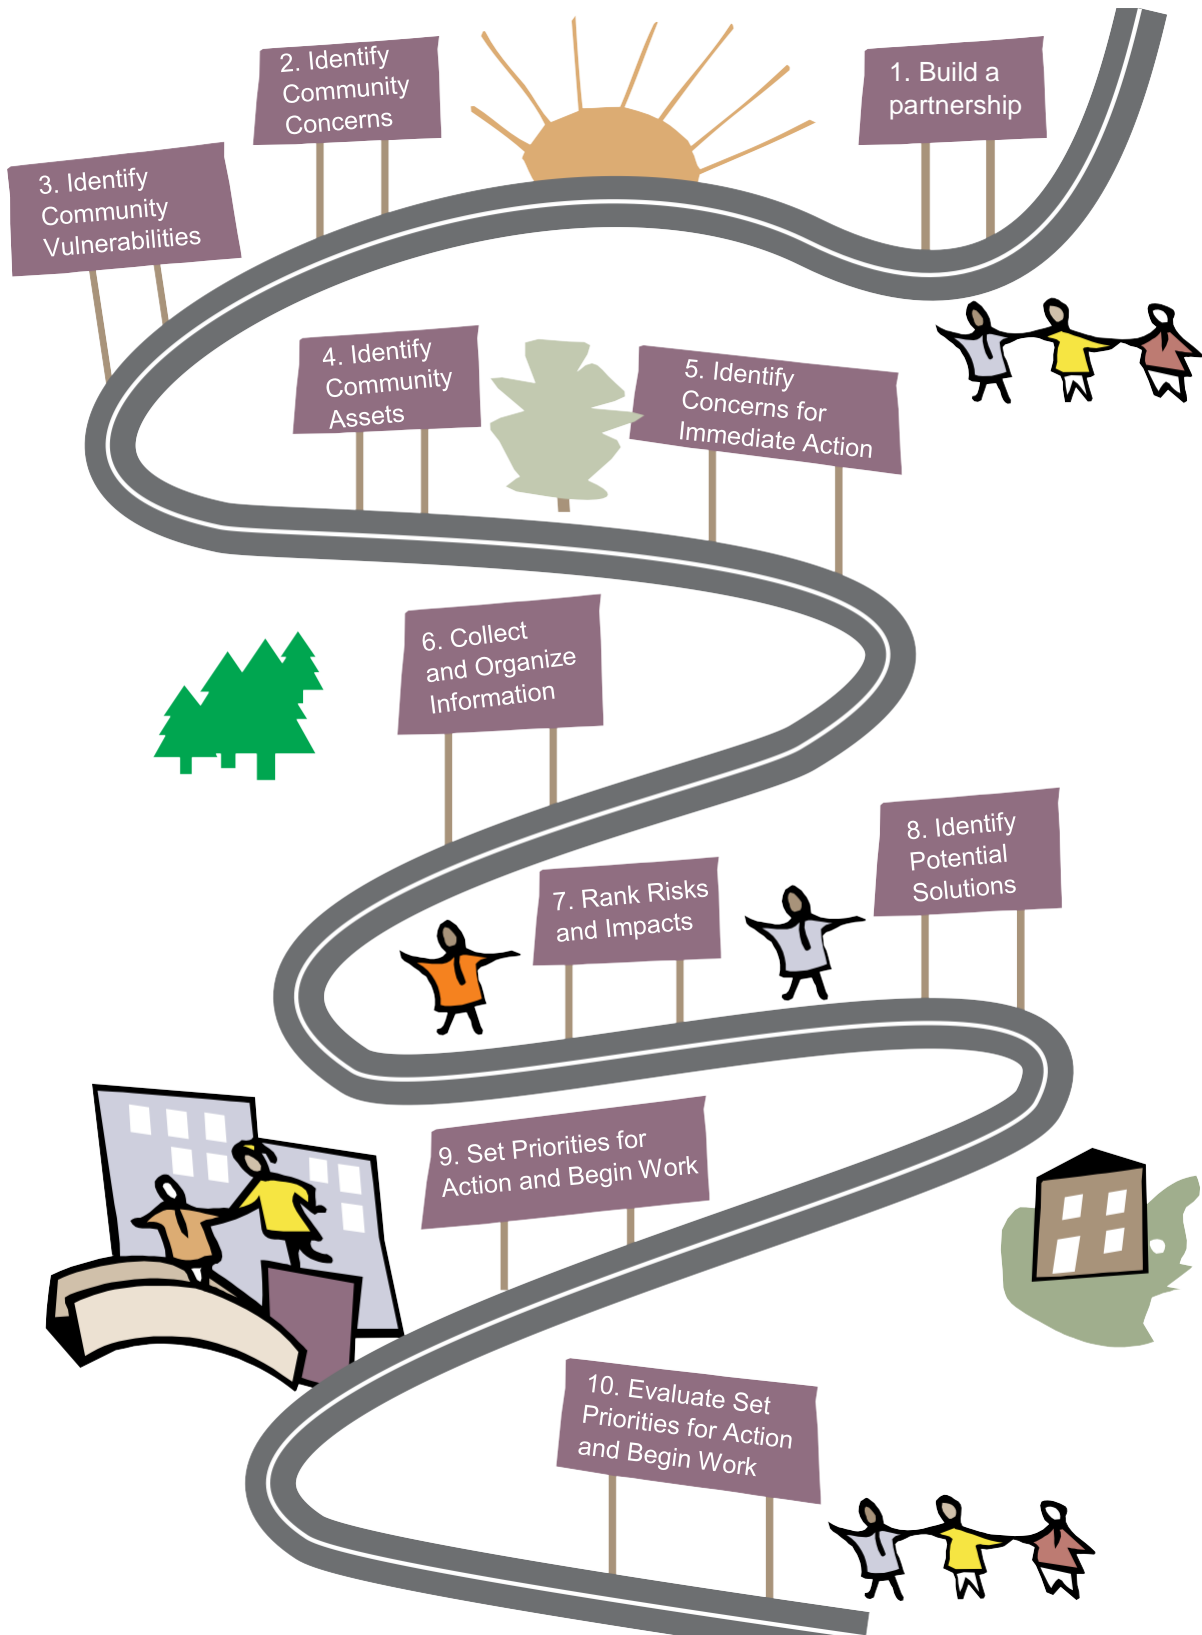 1. Build a
partnership
2. Identify
Community
Concerns
3. Identify
Community
Vulnerabilities
4. Identify
Community
Assets
5. Identify
Concerns for
Immediate Action
6. Collect
and Organize
Information
7. Rank Risks
and Impacts
8. Identify
Potential
Solutions
9. Set Priorities for
Action and Begin Work
10. Evaluate Set
Priorities for Action
and Begin Work